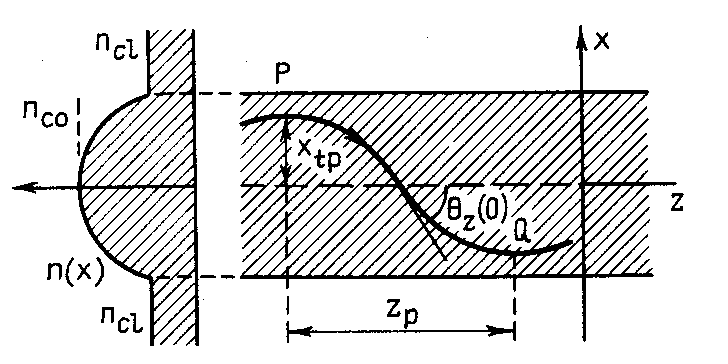 n_cl
n_co
n(x)
n_cl
P
x_tp
θ_z(0)
Q
z_p
x
z